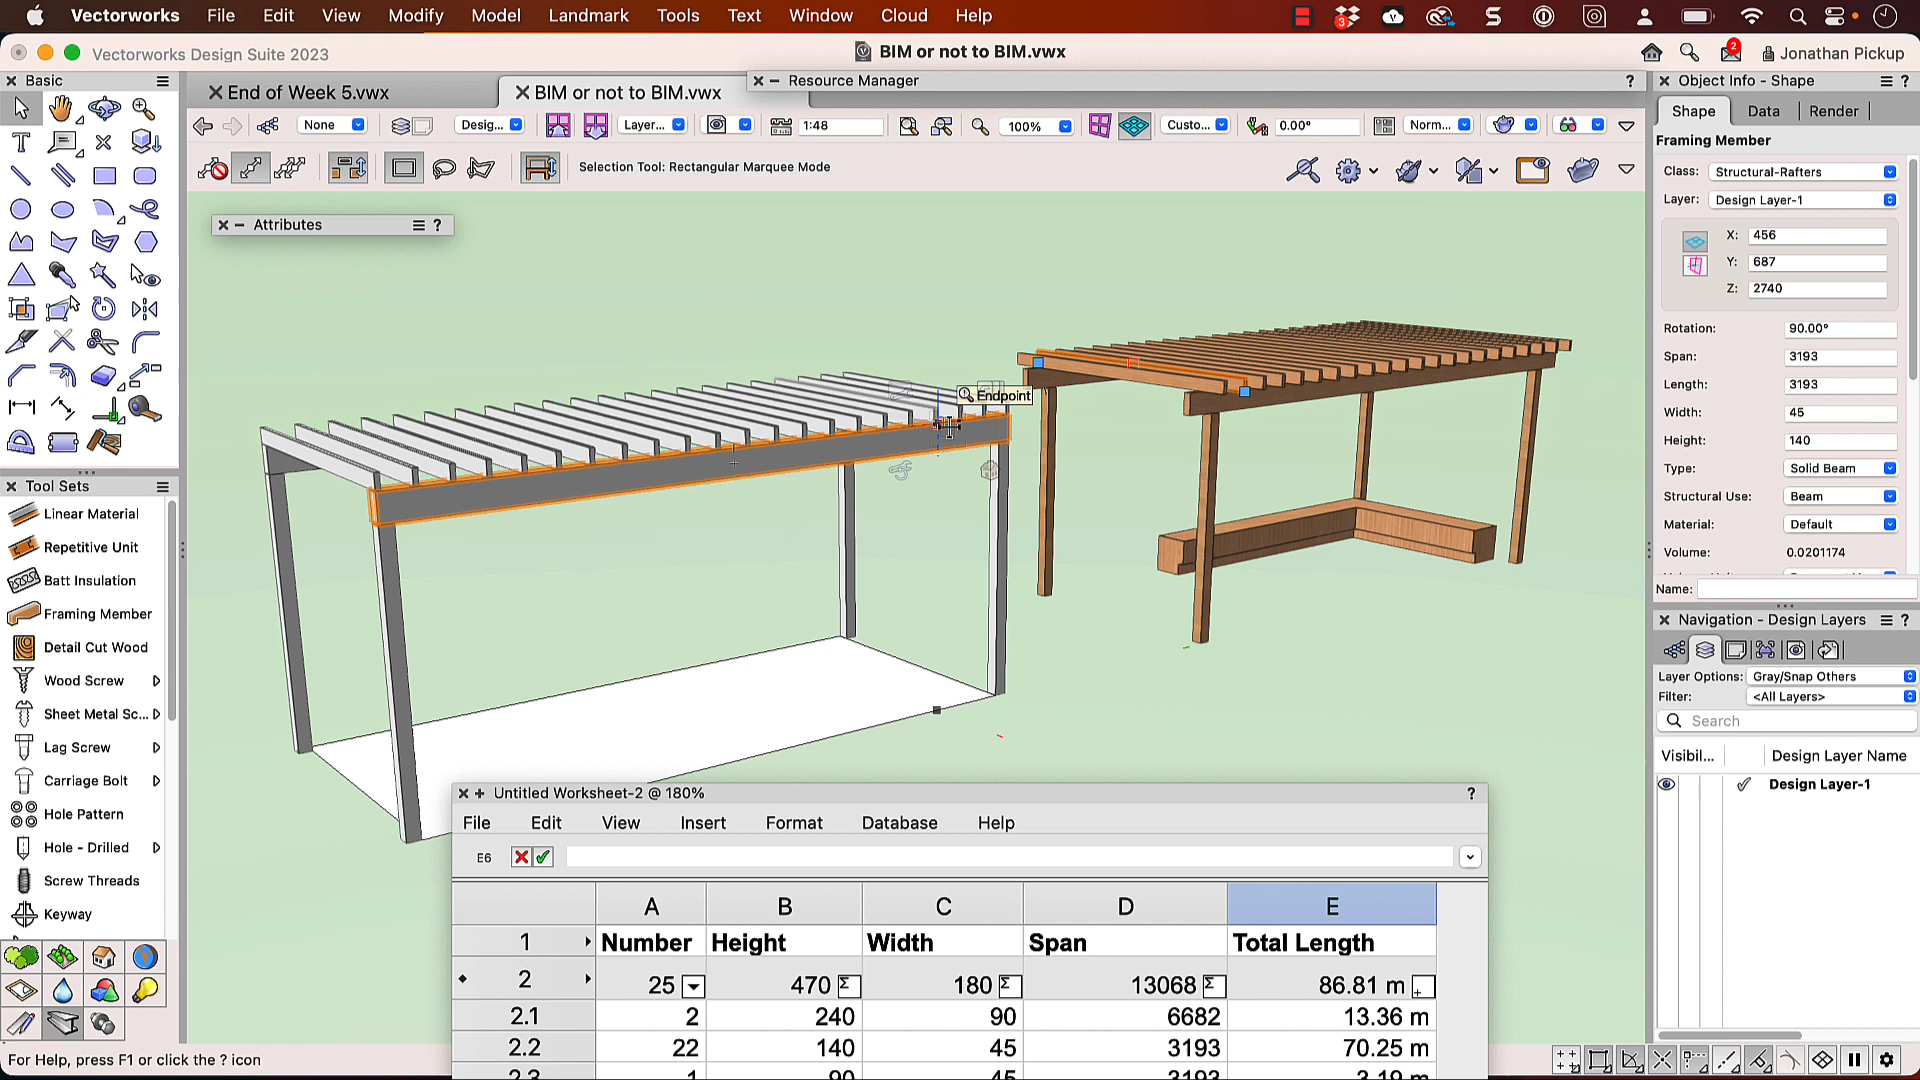 Vectorworks File Edit View Modify Model Landmark Tools Text Window Cloud Help
3
Vectorworks Design Suite 2023
BIM or not to BIM.vwx
2
Jonathan Pickup
Basic
End of Week 5.vwx
BIM or not to BIM.vwx
Resource Manager ?
Object Info - Shape ?
Shape Data Render
None Desig... Layer... 1:48 100% Custo... 0.00° Norm...
Selection Tool: Rectangular Marquee Mode
Framing Member
Class: Structural-Rafters
Layer: Design Layer-1
X: 456
Y: 687
Z: 2740
Rotation: 90.00°
Span: 3193
Length: 3193
Width: 45
Height: 140
Type: Solid Beam
Structural Use: Beam
Material: Default
Volume: 0.0201174
Name:
Attributes ?
Endpoint
Tool Sets
Linear Material
Repetitive Unit
Batt Insulation
Framing Member
Detail Cut Wood
Wood Screw
Sheet Metal Sc...
Lag Screw
Carriage Bolt
Hole Pattern
Hole - Drilled
Screw Threads
Keyway
Navigation - Design Layers ?
Layer Options: Gray/Snap Others
Filter: <All Layers>
Search
Visibil... Design Layer Name
Design Layer-1
Untitled Worksheet-2 @ 180% ?
File Edit View Insert Format Database Help
E6
A B C D E
1 Number Height Width Span Total Length
2 25 470 180 13068 86.81 m
2.1 2 240 90 6682 13.36 m
2.2 22 140 45 3193 70.25 m
2.3 1 90 45 3193 3.19 m
For Help, press F1 or click the ? icon